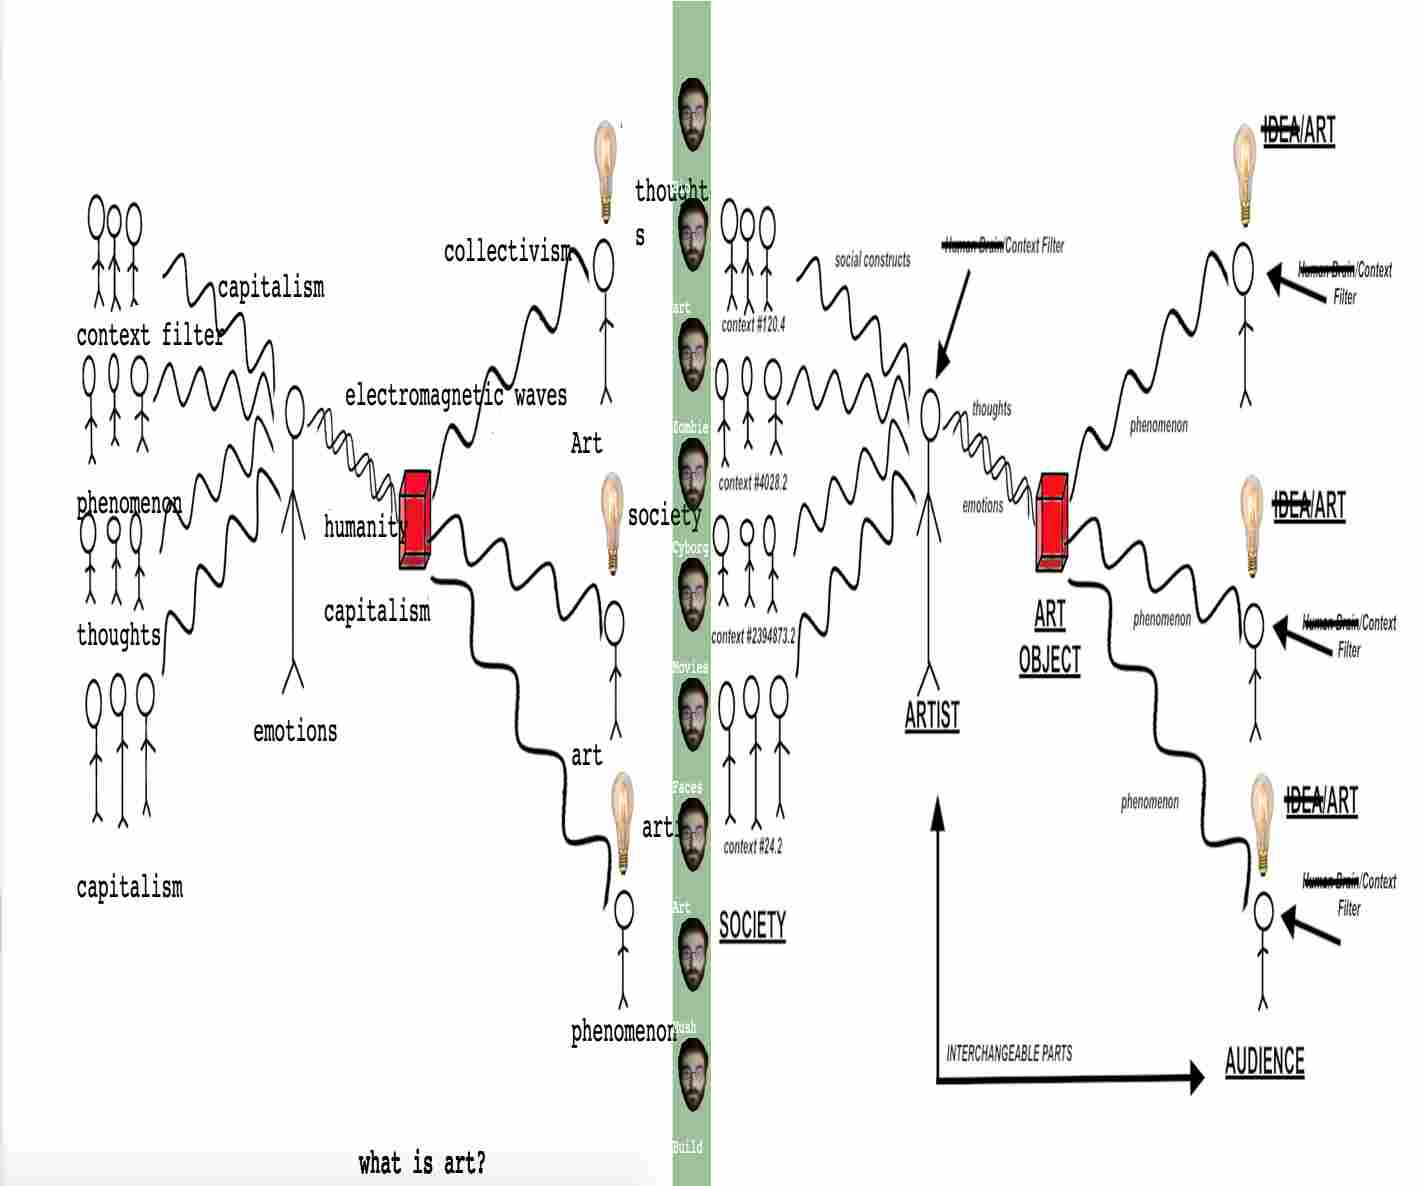 thought
s
collectivism
capitalism
context filter
electromagnetic waves
Art
phenomenon
society
humanity
capitalism
thoughts
emotions
art
capitalism
phenomenon
what is art?
art
Zombie
Cyborg
Movies
Faces
Art
Build
IDEA/ART
social constructs
Human Brain/Context Filter
Human Brain/Context
Filter
context #120.4
thoughts
phenomenon
context #4028.2
emotions
IDEA/ART
ART
OBJECT
phenomenon
Human Brain/Context
Filter
context #2394873.2
ARTIST
phenomenon
IDEA/ART
context #24.2
Human Brain/Context
Filter
SOCIETY
INTERCHANGEABLE PARTS
AUDIENCE